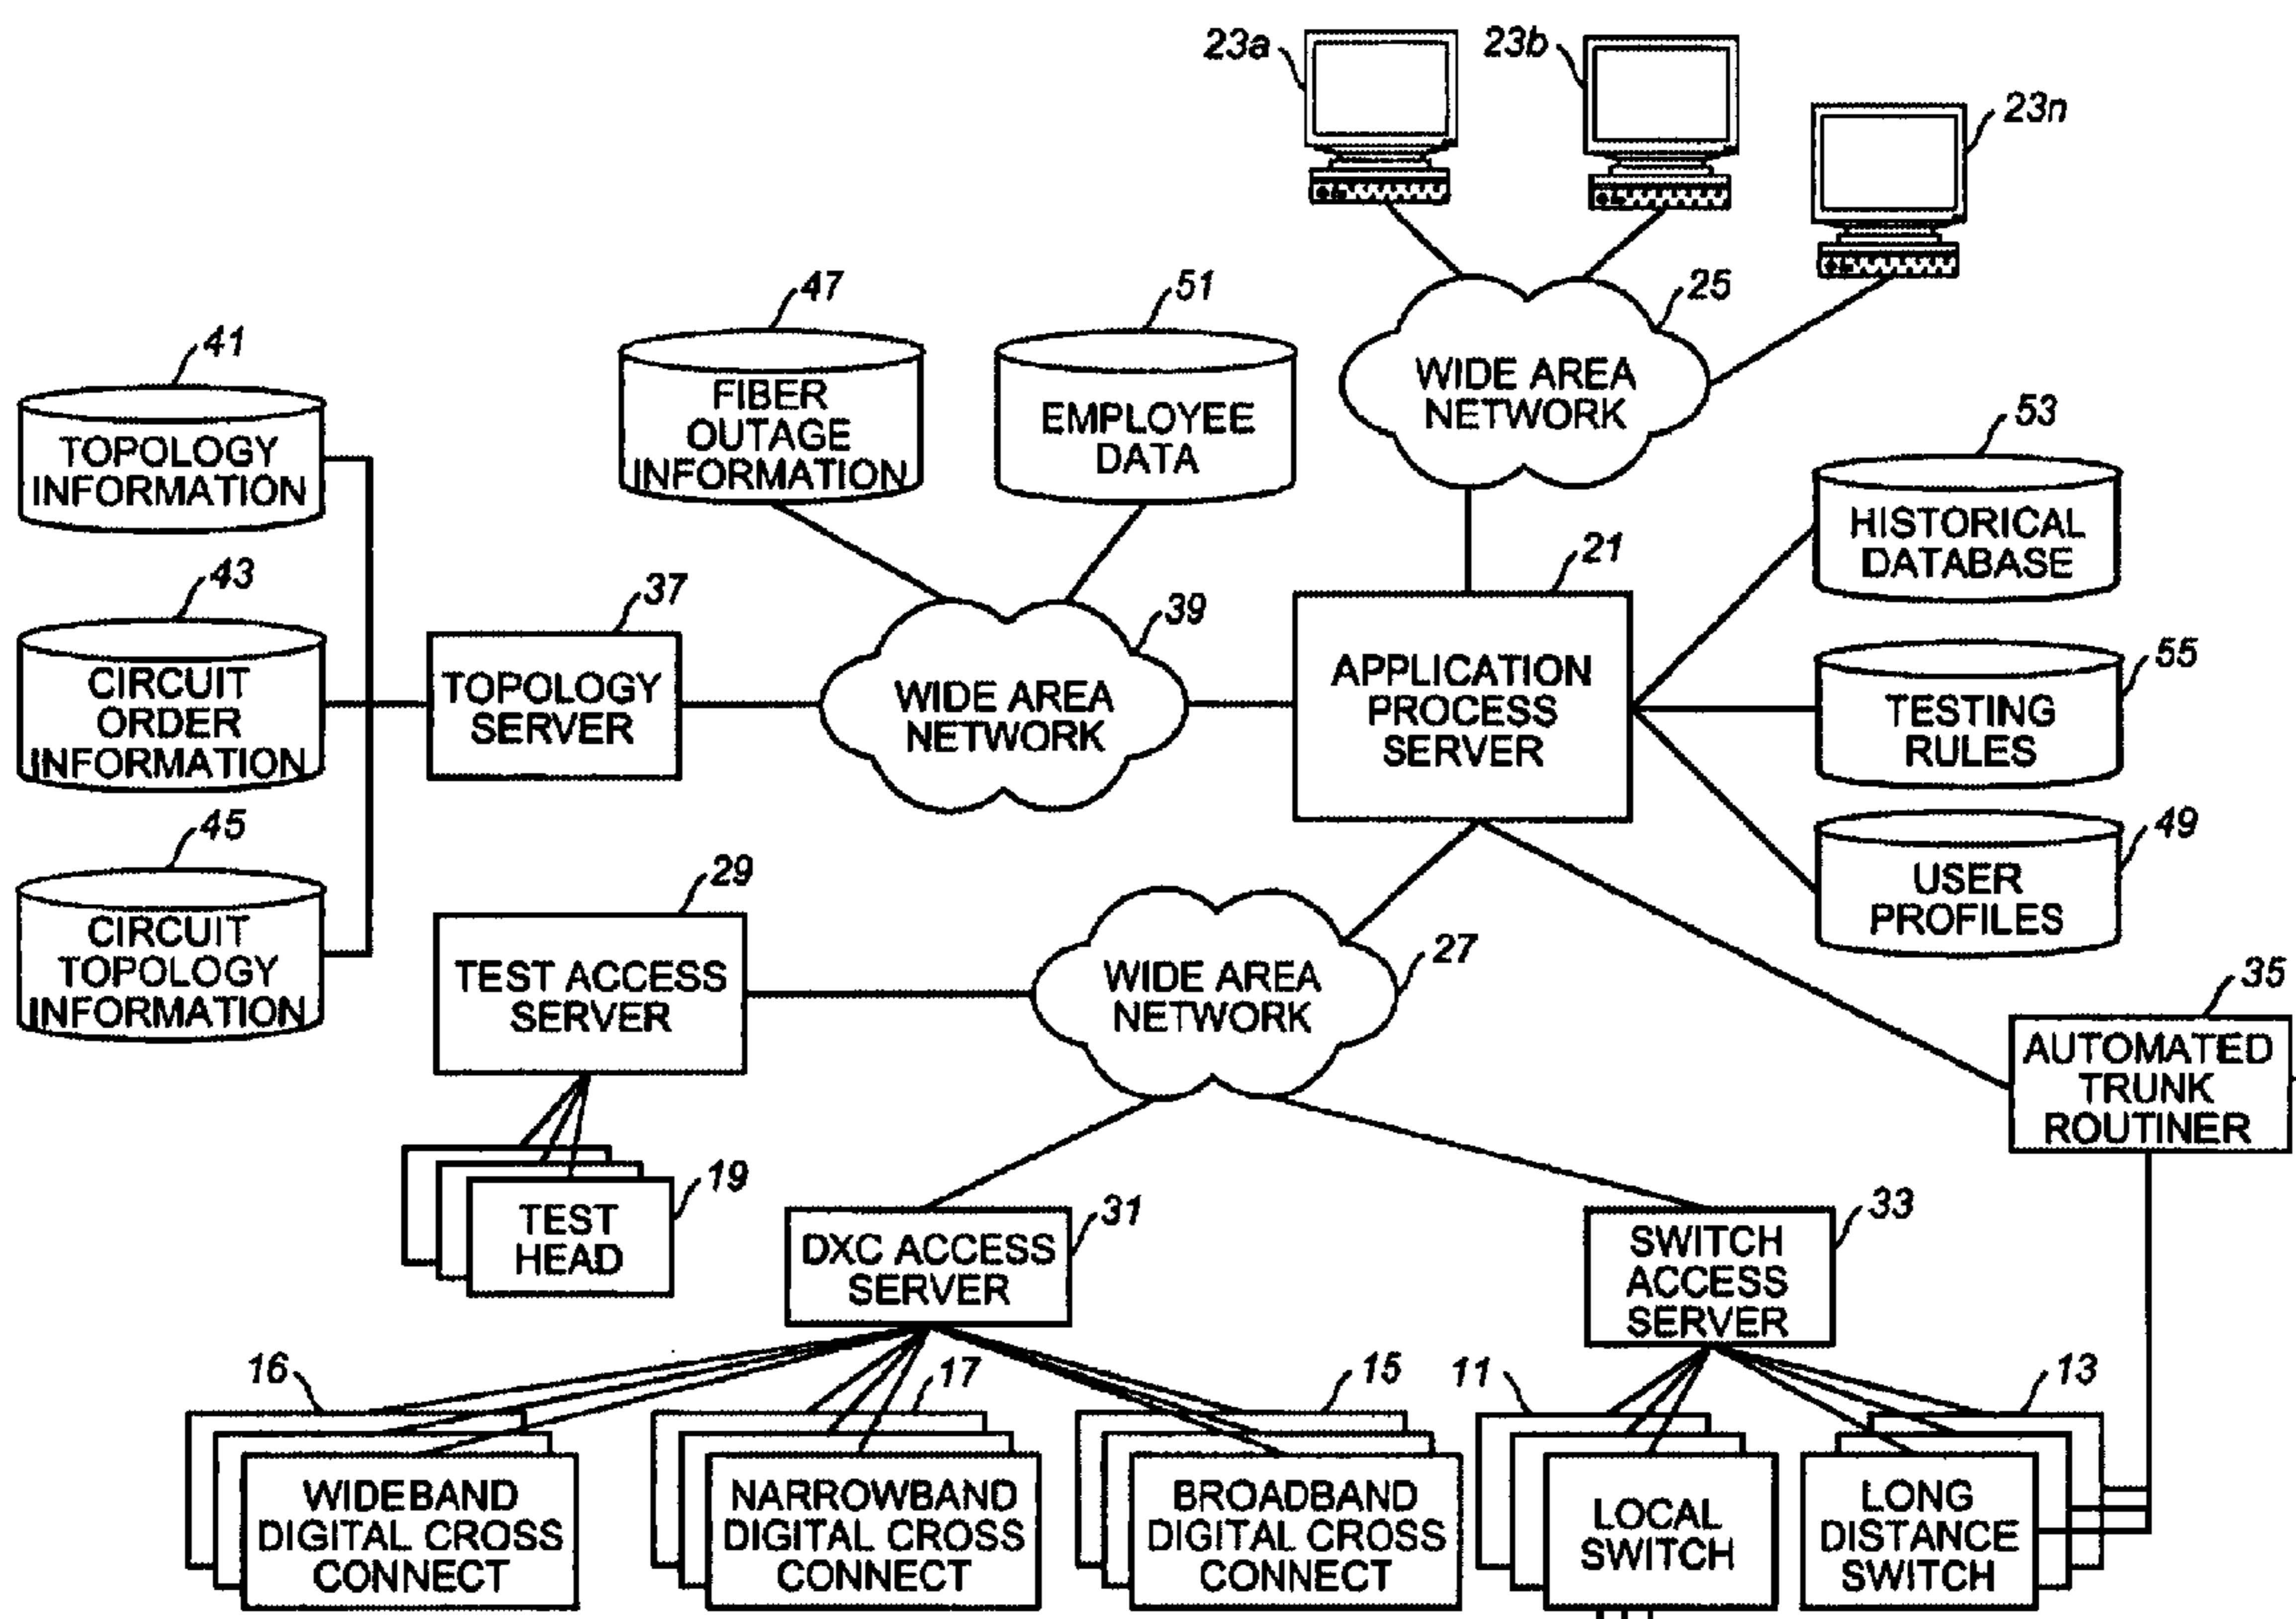 23a
23b
23n
25
WIDE AREA
NETWORK
47
FIBER
OUTAGE
INFORMATION
51
EMPLOYEE
DATA
41
TOPOLOGY
INFORMATION
43
CIRCUIT
ORDER
INFORMATION
45
CIRCUIT
TOPOLOGY
INFORMATION
37
TOPOLOGY
SERVER
39
WIDE AREA
NETWORK
21
APPLICATION
PROCESS
SERVER
53
HISTORICAL
DATABASE
55
TESTING
RULES
49
USER
PROFILES
29
TEST ACCESS
SERVER
27
WIDE AREA
NETWORK
35
AUTOMATED
TRUNK
ROUTINER
19
TEST
HEAD
31
DXC ACCESS
SERVER
33
SWITCH
ACCESS
SERVER
16
WIDEBAND
DIGITAL CROSS
CONNECT
17
NARROWBAND
DIGITAL CROSS
CONNECT
15
BROADBAND
DIGITAL CROSS
CONNECT
11
LOCAL
SWITCH
13
LONG
DISTANCE
SWITCH